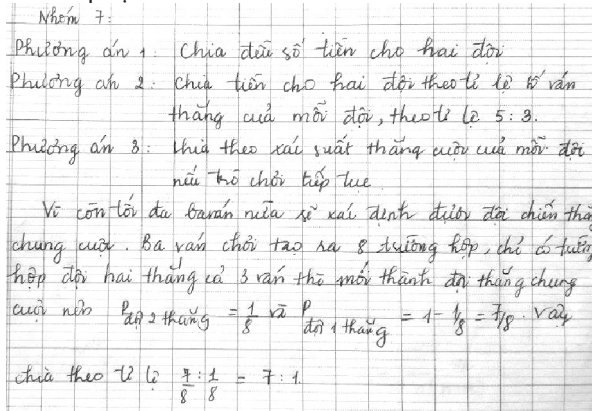 Nhóm 7:
Phương án 1: Chia đều số tiền cho hai đội
Phương án 2: Chia tiền cho hai đội theo tỉ lệ số ván
thắng của mỗi đội, theo tỉ lệ 5:3.
Phương án 3: chia theo xác suất thắng cuộc của mỗi đội
nếu trò chơi tiếp tục
Vì còn tối đa ba ván nữa sẽ xác định được đội chiến thắng
chung cuộc. Ba ván chơi tạo ra 8 trường hợp, chỉ có trường
hợp đội hai thắng cả 3 ván thì mới thành đội thắng chung
cuộc nên P đội 2 thắng = 1/8 và P đội 1 thắng = 1 - 1/8 = 7/8. Vậy
chia theo tỉ lệ 7/8 : 1/8 = 7:1.